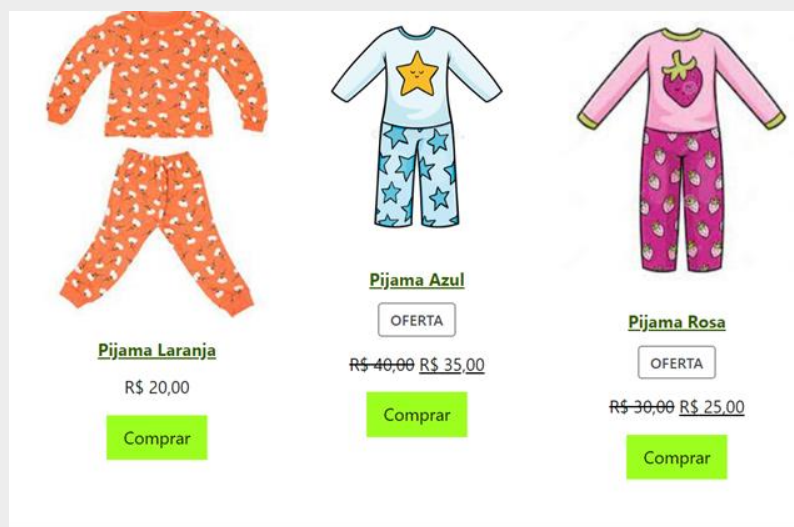 Pijama Laranja
R$ 20,00
Comprar
Pijama Azul
OFERTA
R$ 40,00 R$ 35,00
Comprar
Pijama Rosa
OFERTA
R$ 30,00 R$ 25,00
Comprar